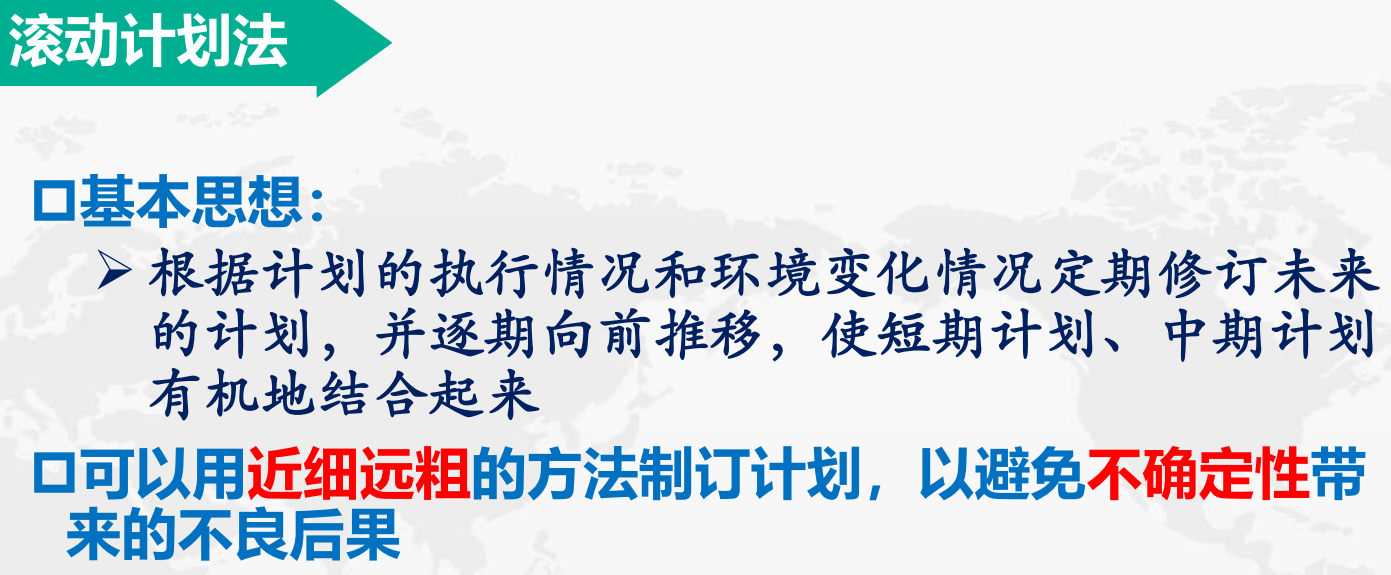 滚动计划法
基本思想：
根据计划的执行情况和环境变化情况定期修订未来
的计划，并逐期向前推移，使短期计划、中期计划
有机地结合起来
可以用近细远粗的方法制订计划，以避免不确定性带
来的不良后果